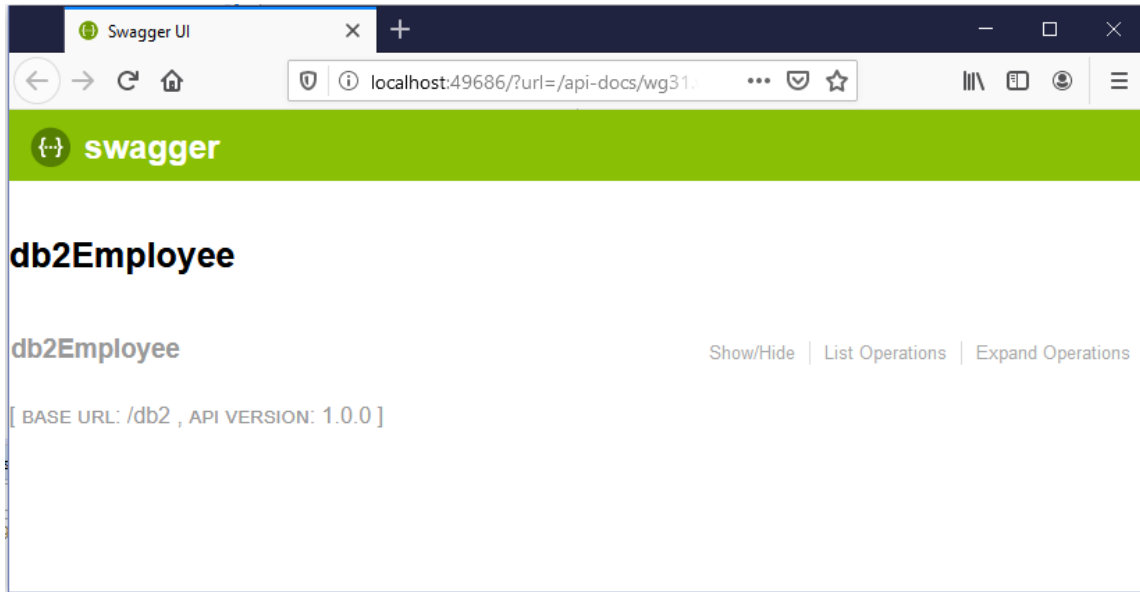 Swagger UI
localhost:49686/?url=/api-docs/wg31.
swagger
db2Employee
db2Employee Show/Hide List Operations Expand Operations
[ BASE URL: /db2 , API VERSION: 1.0.0 ]